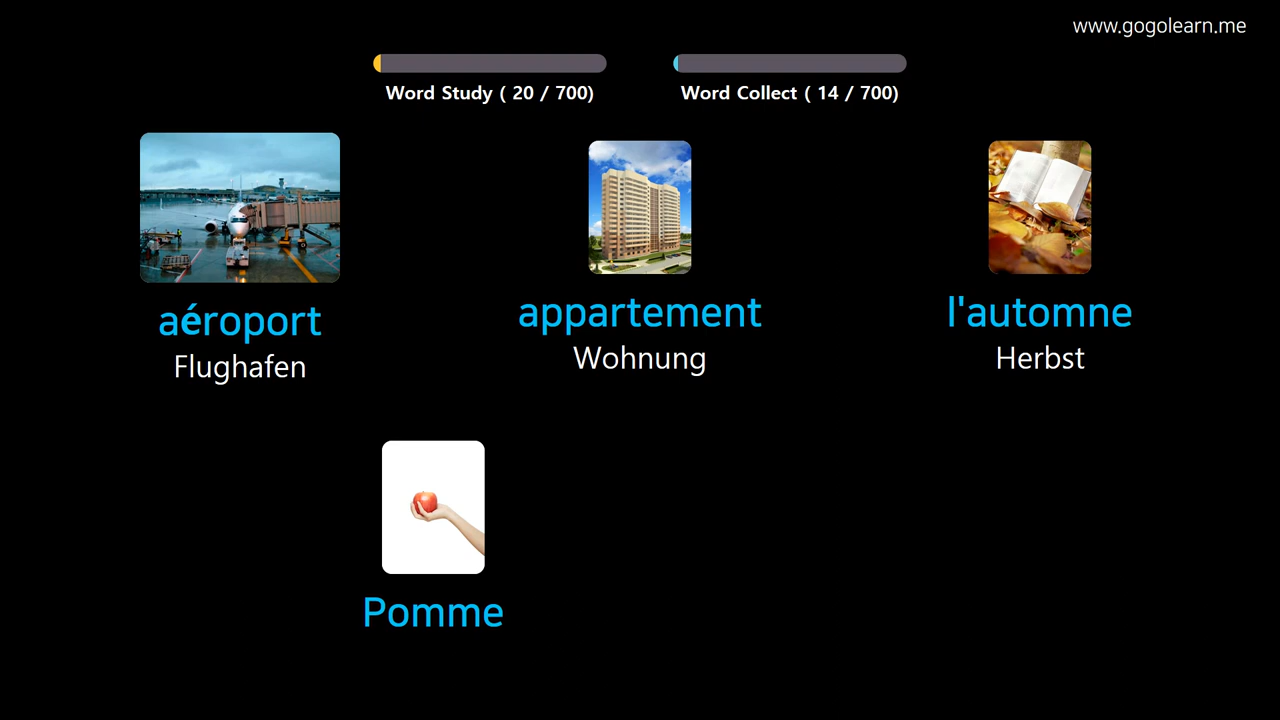 www.gogolearn.me
Word Study ( 20 / 700)
Word Collect ( 14 / 700)
aéroport
Flughafen
appartement
Wohnung
l'automne
Herbst
Pomme